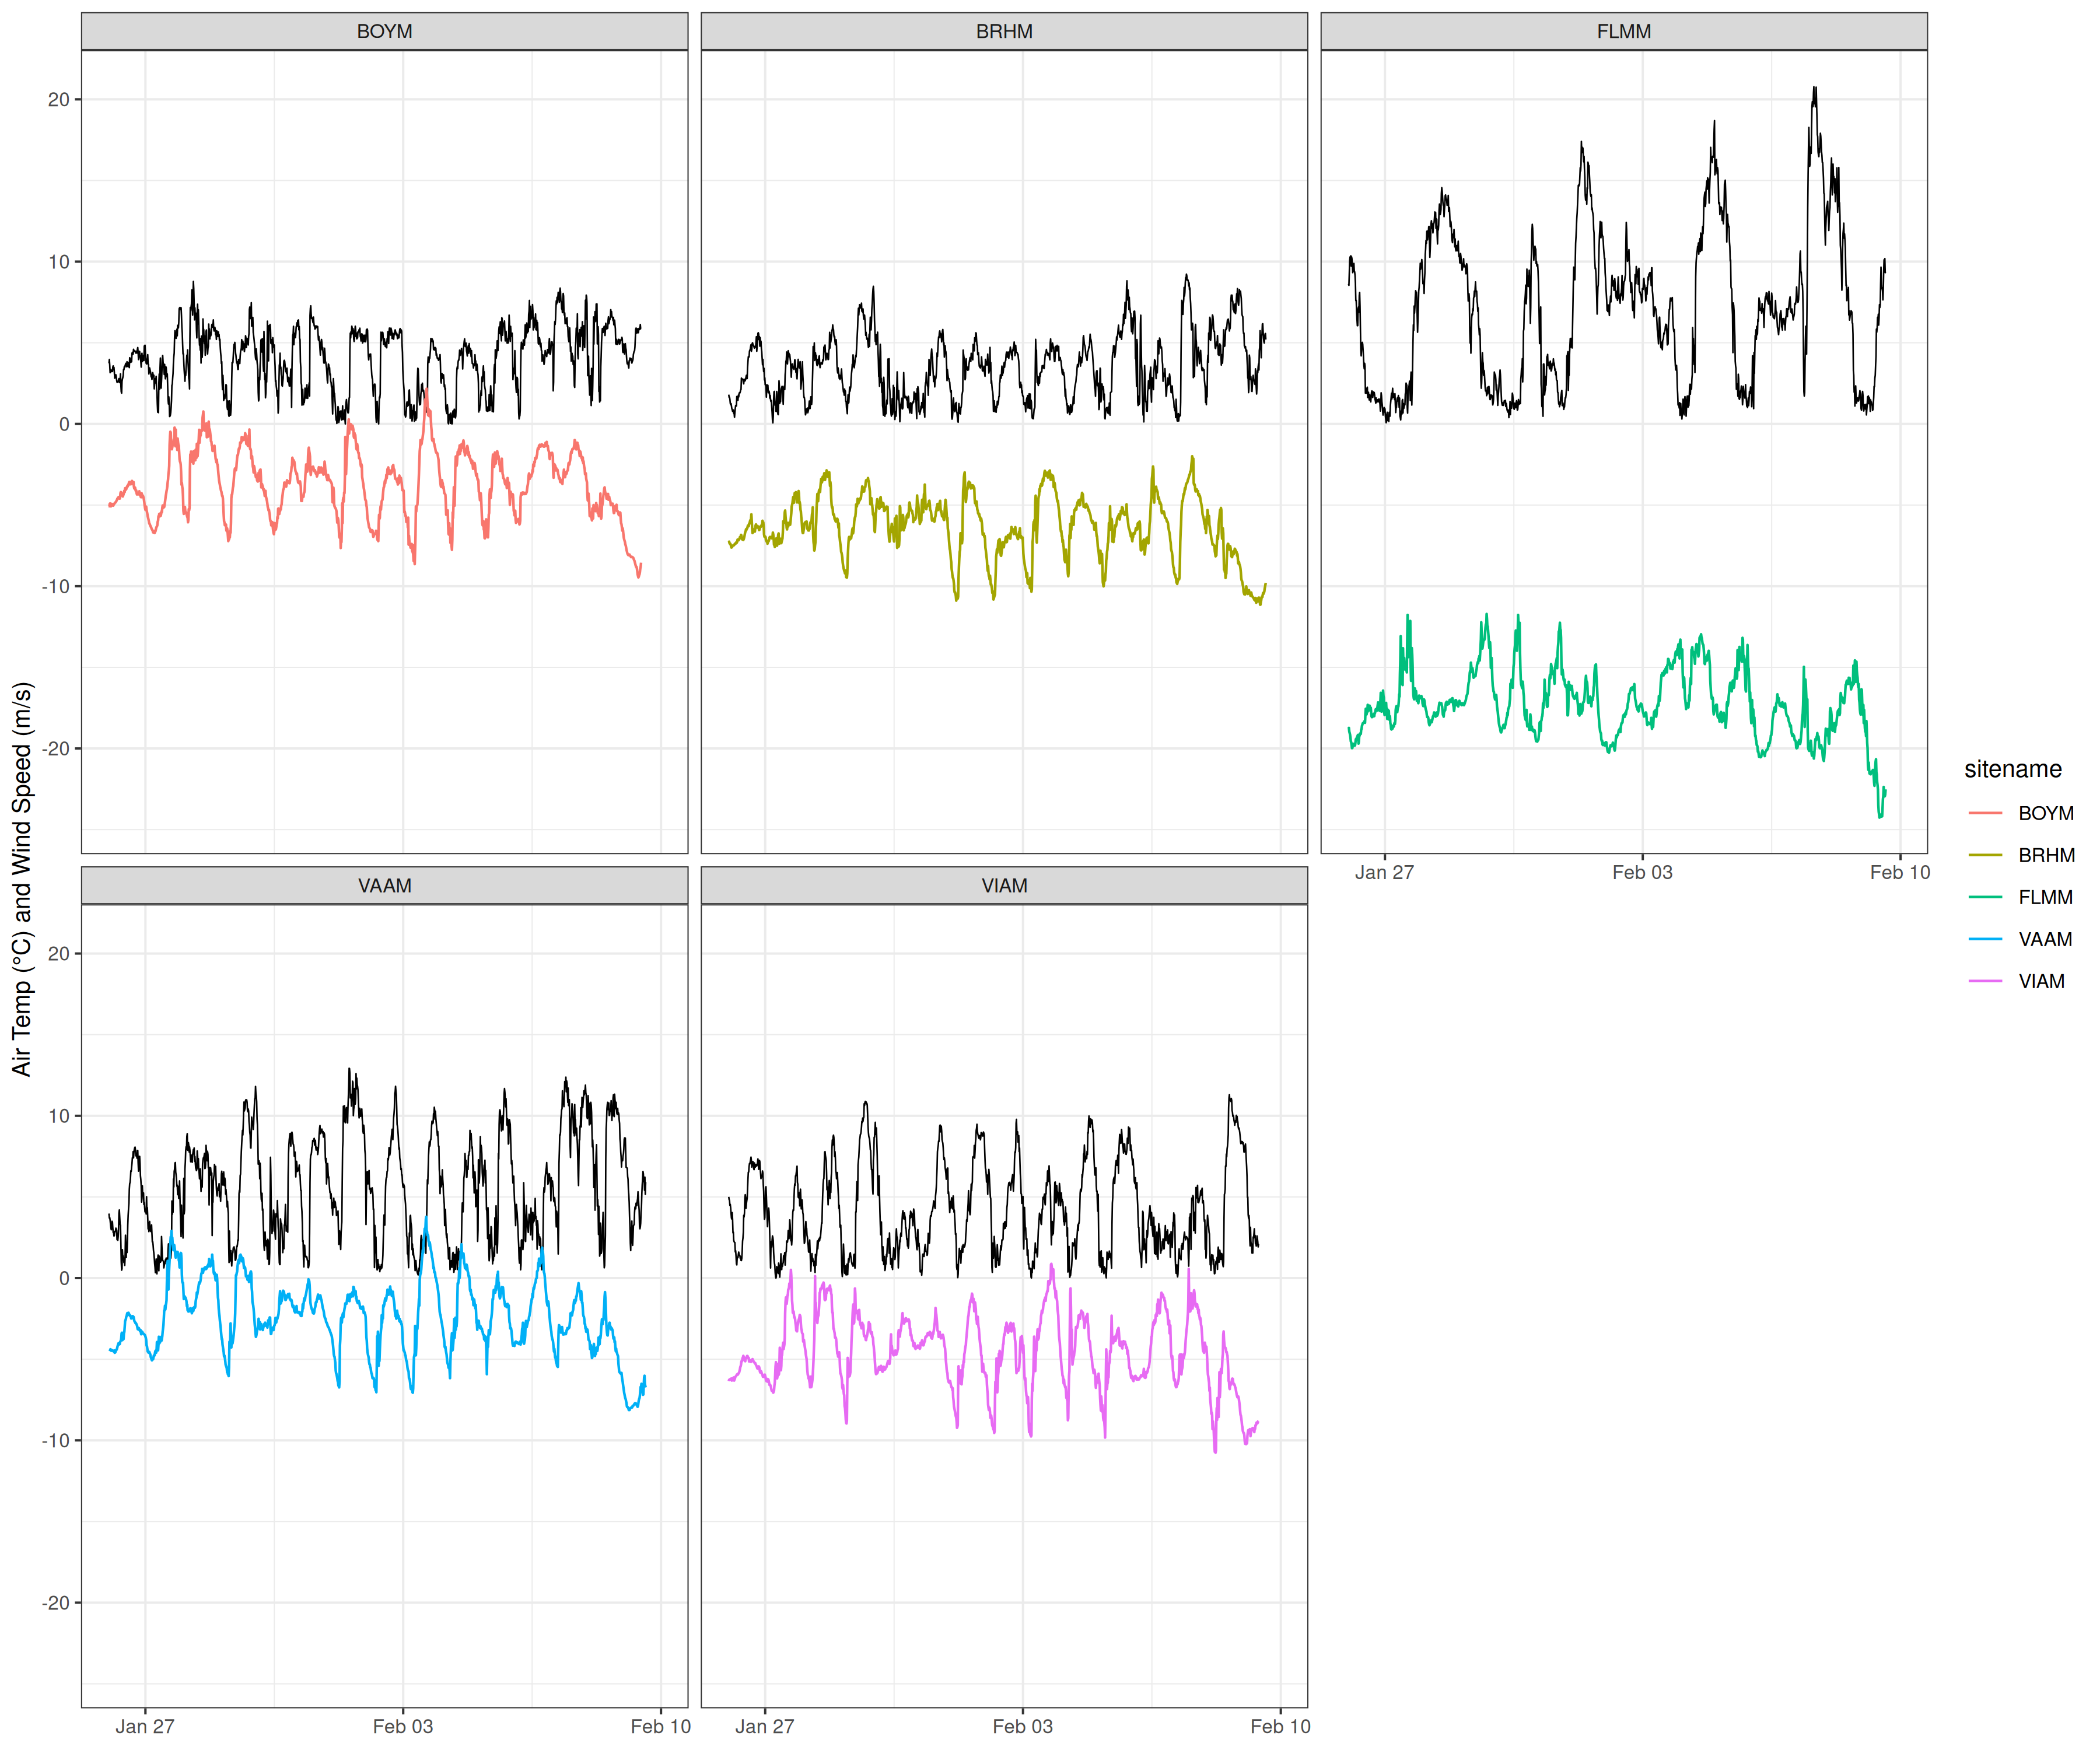 BOYM
BRHM
FLMM
20
10
0
-10
-20
Jan 27
Feb 03
Feb 10
VAAM
VIAM
20
10
0
-10
-20
Jan 27
Feb 03
Feb 10
Jan 27
Feb 03
Feb 10
Air Temp (°C) and Wind Speed (m/s)
sitename
BOYM
BRHM
FLMM
VAAM
VIAM